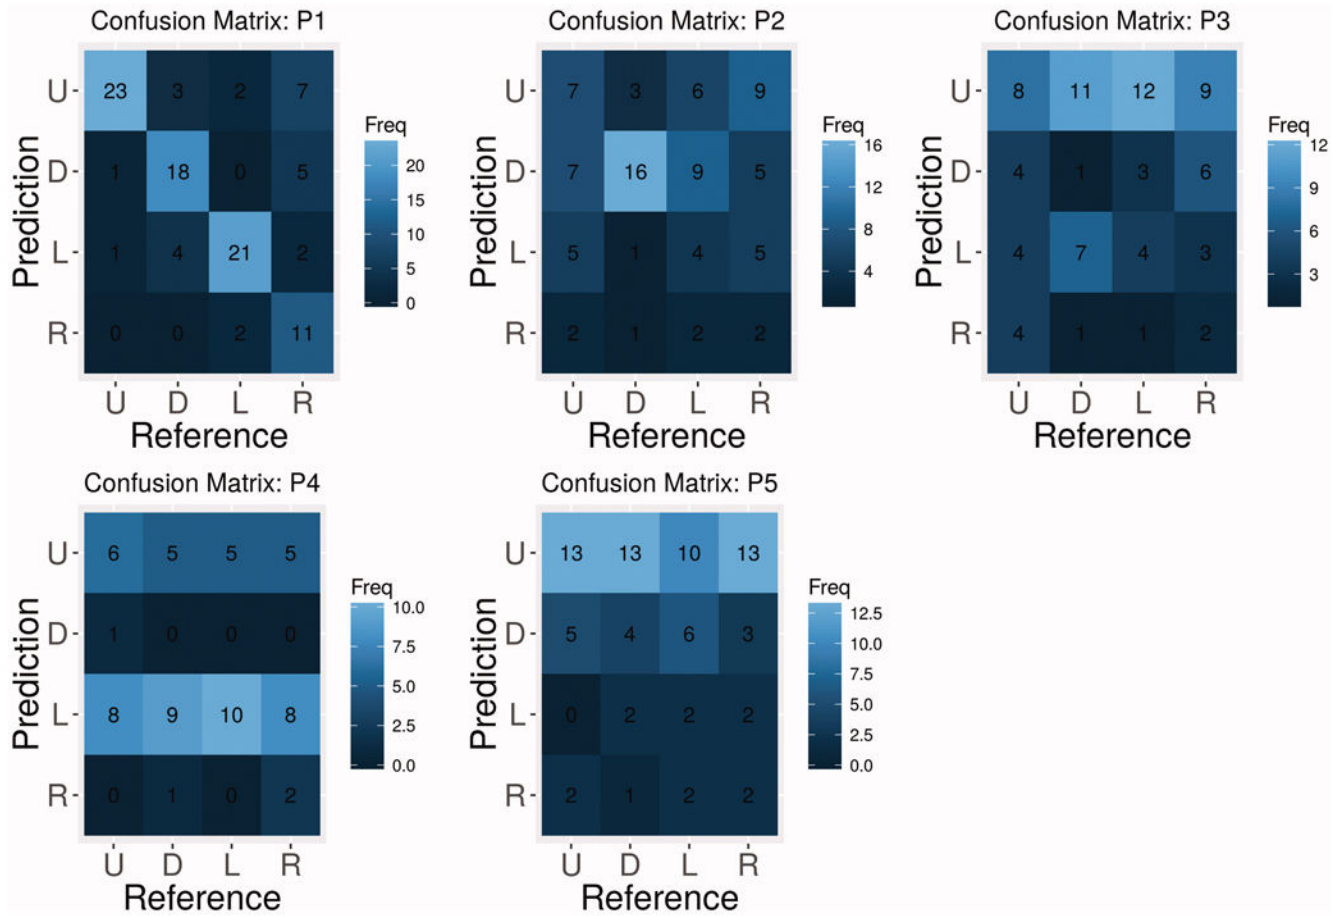 Confusion Matrix: P1
U 23 3 2 7
D 1 18 0 5
L 1 4 21 2
R 0 0 2 11
U D L R
Prediction
Reference
Freq
20
15
10
5
0
Confusion Matrix: P2
U 7 3 6 9
D 7 16 9 5
L 5 1 4 5
R 2 1 2 2
U D L R
Prediction
Reference
Freq
16
12
8
4
Confusion Matrix: P3
U 8 11 12 9
D 4 1 3 6
L 4 7 4 3
R 4 1 1 2
U D L R
Prediction
Reference
Freq
12
9
6
3
Confusion Matrix: P4
U 6 5 5 5
D 1 0 0 0
L 8 9 10 8
R 0 1 0 2
U D L R
Prediction
Reference
Freq
10.0
7.5
5.0
2.5
0.0
Confusion Matrix: P5
U 13 13 10 13
D 5 4 6 3
L 0 2 2 2
R 2 1 2 2
U D L R
Prediction
Reference
Freq
12.5
10.0
7.5
5.0
2.5
0.0